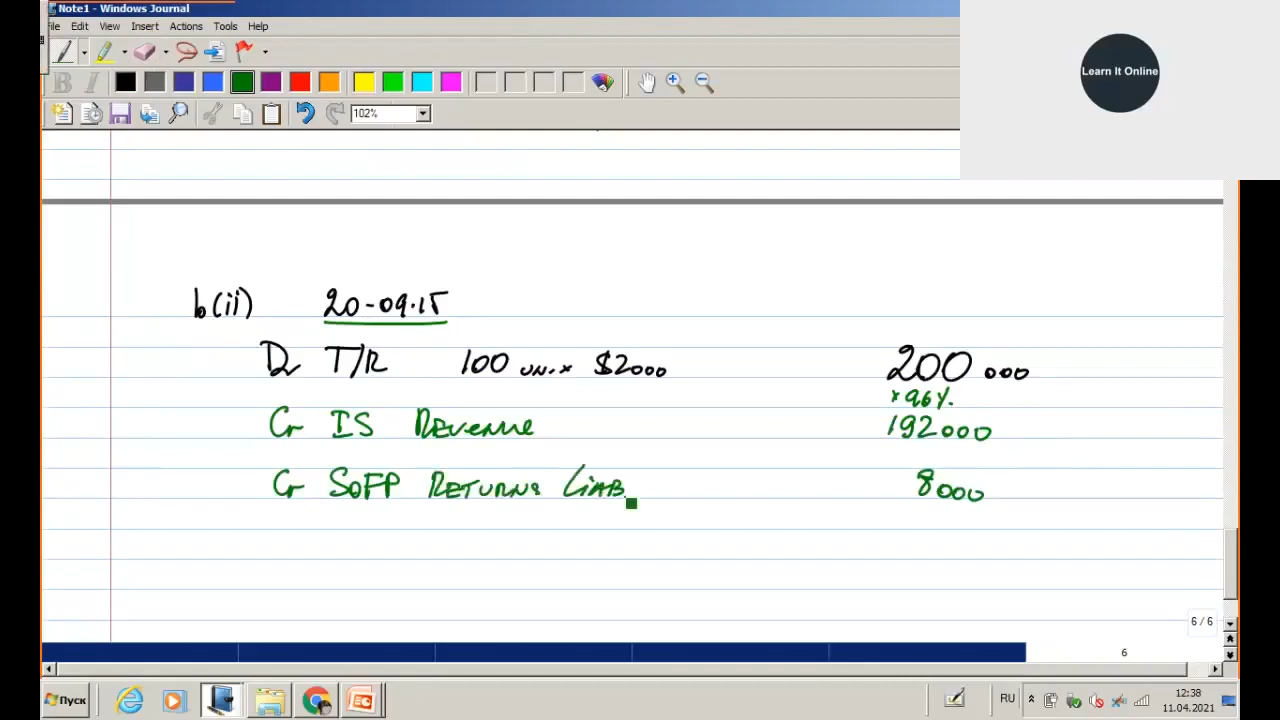 Note1 - Windows Journal
File Edit View Insert Actions Tools Help
Learn It Online
B I
102%
b(ii) 20-09.15
Dr T/R 100 un. x $2000 200 000
x 96%.
Cr IS Revenue 192000
Cr SoFP Returns Liab. 8000
6 / 6
6
Пуск RU 12:38
11.04.2021